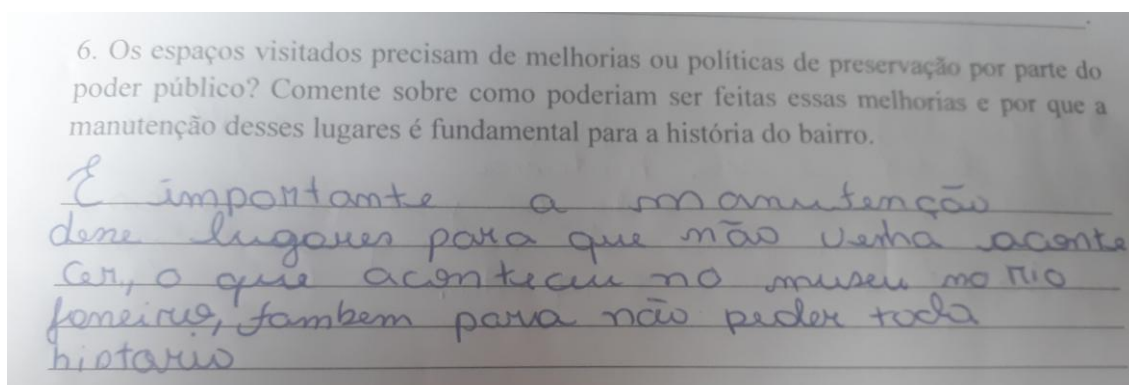 6. Os espaços visitados precisam de melhorias ou políticas de preservação por parte do
poder público? Comente sobre como poderiam ser feitas essas melhorias e por que a
manutenção desses lugares é fundamental para a história do bairro.
É importante a manutenção
desse lugares para que não venha aconte
cer, o que aconteceu no museu no Rio
Janeiro, tambem para não peder toda
historio